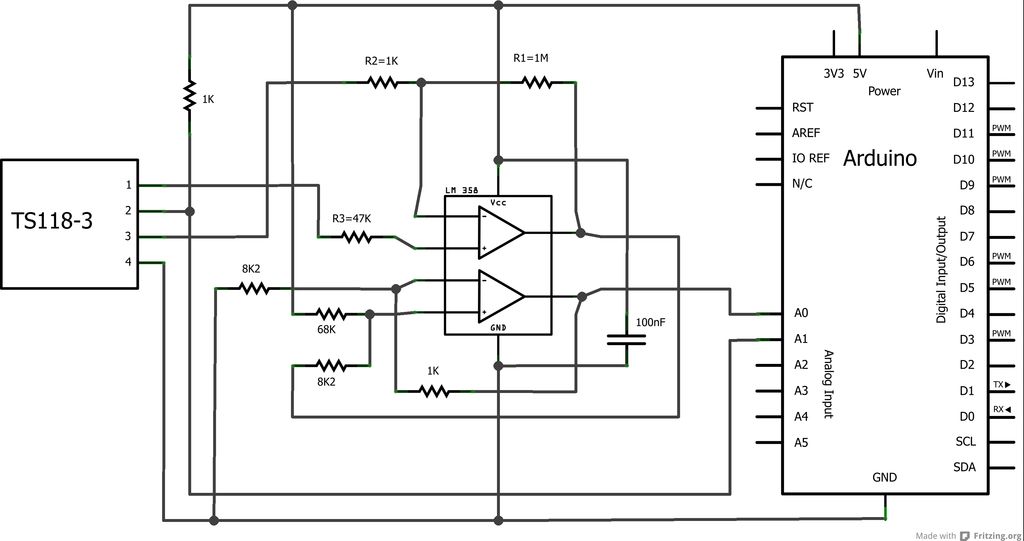 R2=1K
R1=1M
1K
TS118-3
1
2
3
4
R3=47K
LM 358
Vcc
-
+
-
+
GND
8K2
68K
8K2
1K
100nF
3V3 5V Vin
Power
Arduino
RST
AREF
IO REF
N/C
A0
A1
A2
A3
A4
A5
Analog Input
Digital Input/Output
D13
D12
D11 PWM
D10 PWM
D9 PWM
D8
D7
D6 PWM
D5 PWM
D4
D3 PWM
D2
D1 TX ▶
D0 RX ◀
SCL
SDA
GND
Made with Fritzing.org